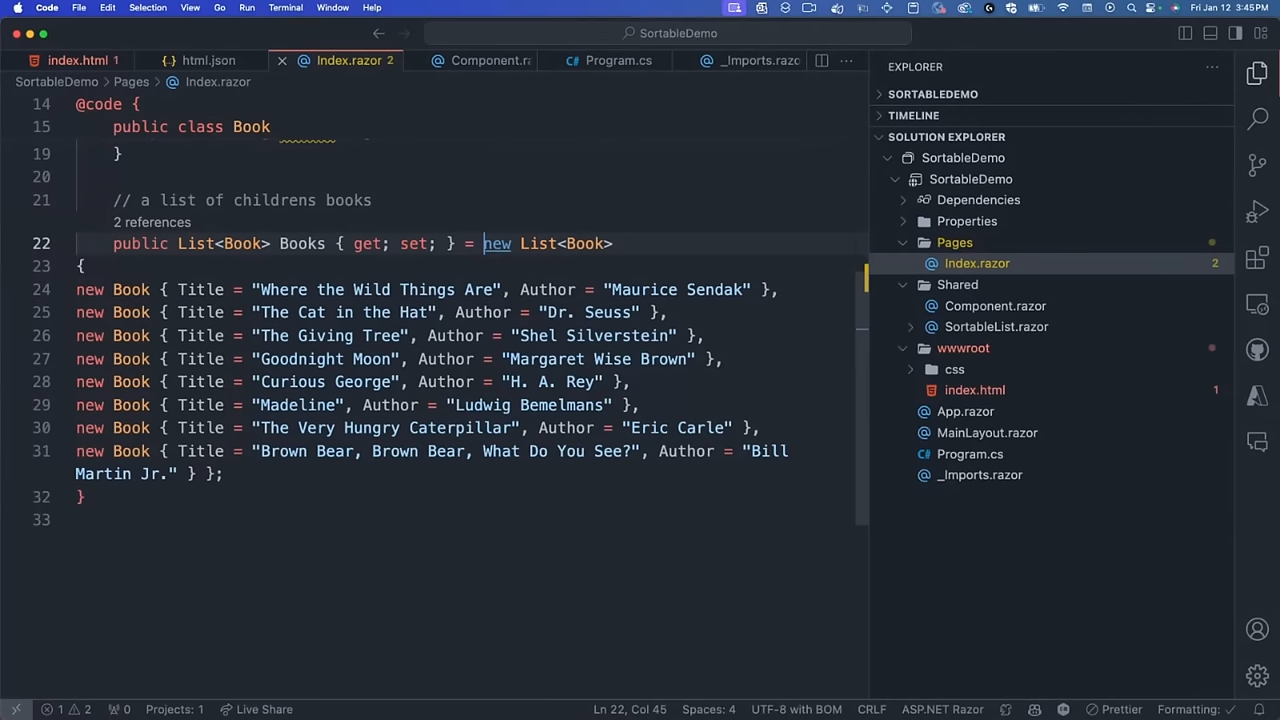 Code File Edit Selection View Go Run Terminal Window Help
Fri Jan 12 3:45PM
SortableDemo
index.html 1
{..} html.json
Index.razor 2
Component.ra
C# Program.cs
_Imports.razo
SortableDemo > Pages > Index.razor
14 @code {
15 public class Book
19 }
20
21 // a list of childrens books
2 references
22 public List<Book> Books { get; set; } = new List<Book>
23 {
24 new Book { Title = "Where the Wild Things Are", Author = "Maurice Sendak" },
25 new Book { Title = "The Cat in the Hat", Author = "Dr. Seuss" },
26 new Book { Title = "The Giving Tree", Author = "Shel Silverstein" },
27 new Book { Title = "Goodnight Moon", Author = "Margaret Wise Brown" },
28 new Book { Title = "Curious George", Author = "H. A. Rey" },
29 new Book { Title = "Madeline", Author = "Ludwig Bemelmans" },
30 new Book { Title = "The Very Hungry Caterpillar", Author = "Eric Carle" },
31 new Book { Title = "Brown Bear, Brown Bear, What Do You See?", Author = "Bill
Martin Jr." } };
32 }
33
EXPLORER
SORTABLEDEMO
TIMELINE
SOLUTION EXPLORER
SortableDemo
SortableDemo
Dependencies
Properties
Pages
Index.razor 2
Shared
Component.razor
SortableList.razor
wwwroot
css
index.html 1
App.razor
MainLayout.razor
C# Program.cs
_Imports.razor
1 2 0 Projects: 1 Live Share
Ln 22, Col 45 Spaces: 4 UTF-8 with BOM CRLF ASP.NET Razor Prettier Formatting: ✓